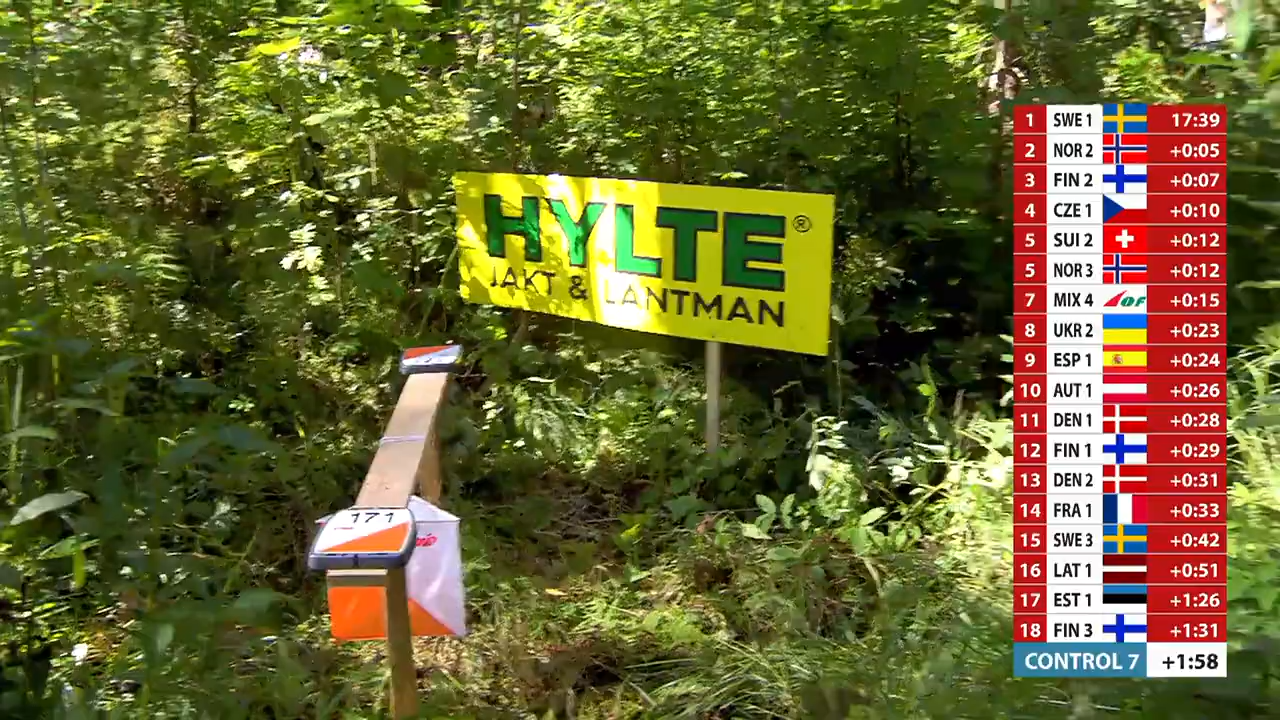 HYLTE®
JAKT & LANTMAN
171
1 SWE 1 17:39
2 NOR 2 +0:05
3 FIN 2 +0:07
4 CZE 1 +0:10
5 SUI 2 +0:12
5 NOR 3 +0:12
7 MIX 4 IOF +0:15
8 UKR 2 +0:23
9 ESP 1 +0:24
10 AUT 1 +0:26
11 DEN 1 +0:28
12 FIN 1 +0:29
13 DEN 2 +0:31
14 FRA 1 +0:33
15 SWE 3 +0:42
16 LAT 1 +0:51
17 EST 1 +1:26
18 FIN 3 +1:31
CONTROL 7 +1:58